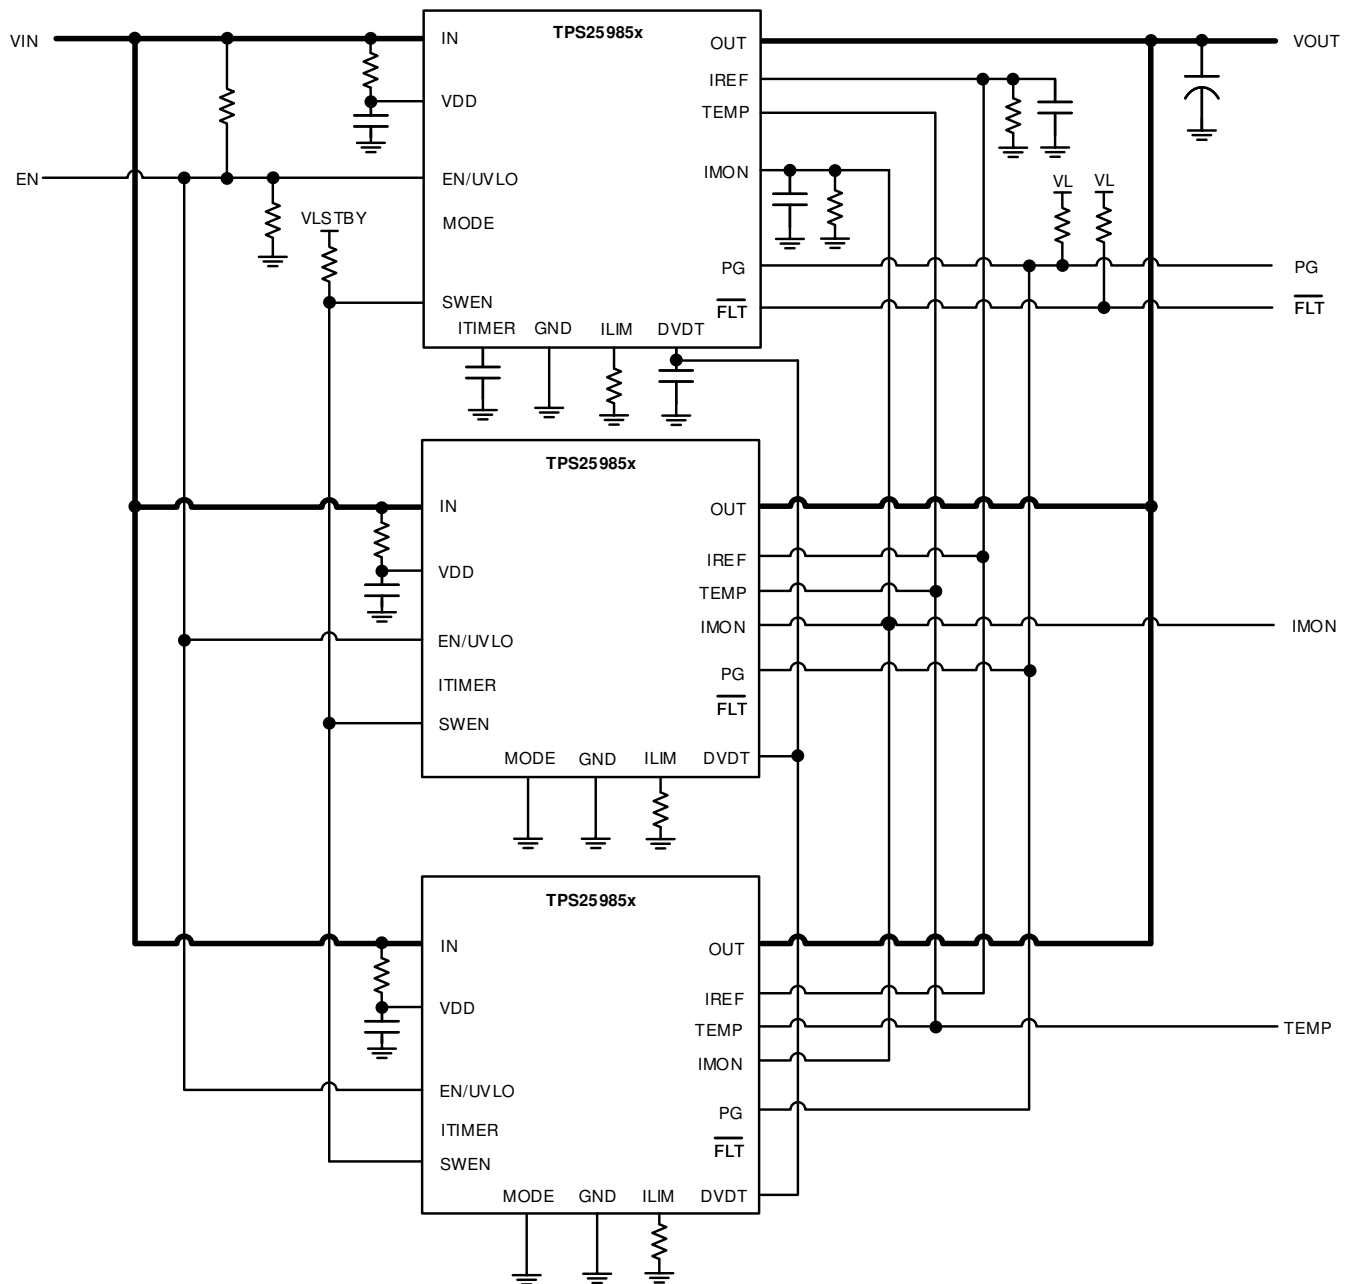 TPS25985x
VIN
IN
OUT
VOUT
IREF
VDD
TEMP
EN
EN/UVLO
IMON
VL
VL
VLSTBY
MODE
PG
PG
SWEN
FLT
FLT
ITIMER
GND
ILIM
DVDT
TPS25985x
IN
OUT
VDD
IREF
TEMP
EN/UVLO
IMON
IMON
PG
ITIMER
FLT
SWEN
MODE
GND
ILIM
DVDT
TPS25985x
IN
OUT
VDD
IREF
TEMP
TEMP
IMON
EN/UVLO
PG
ITIMER
FLT
SWEN
MODE
GND
ILIM
DVDT